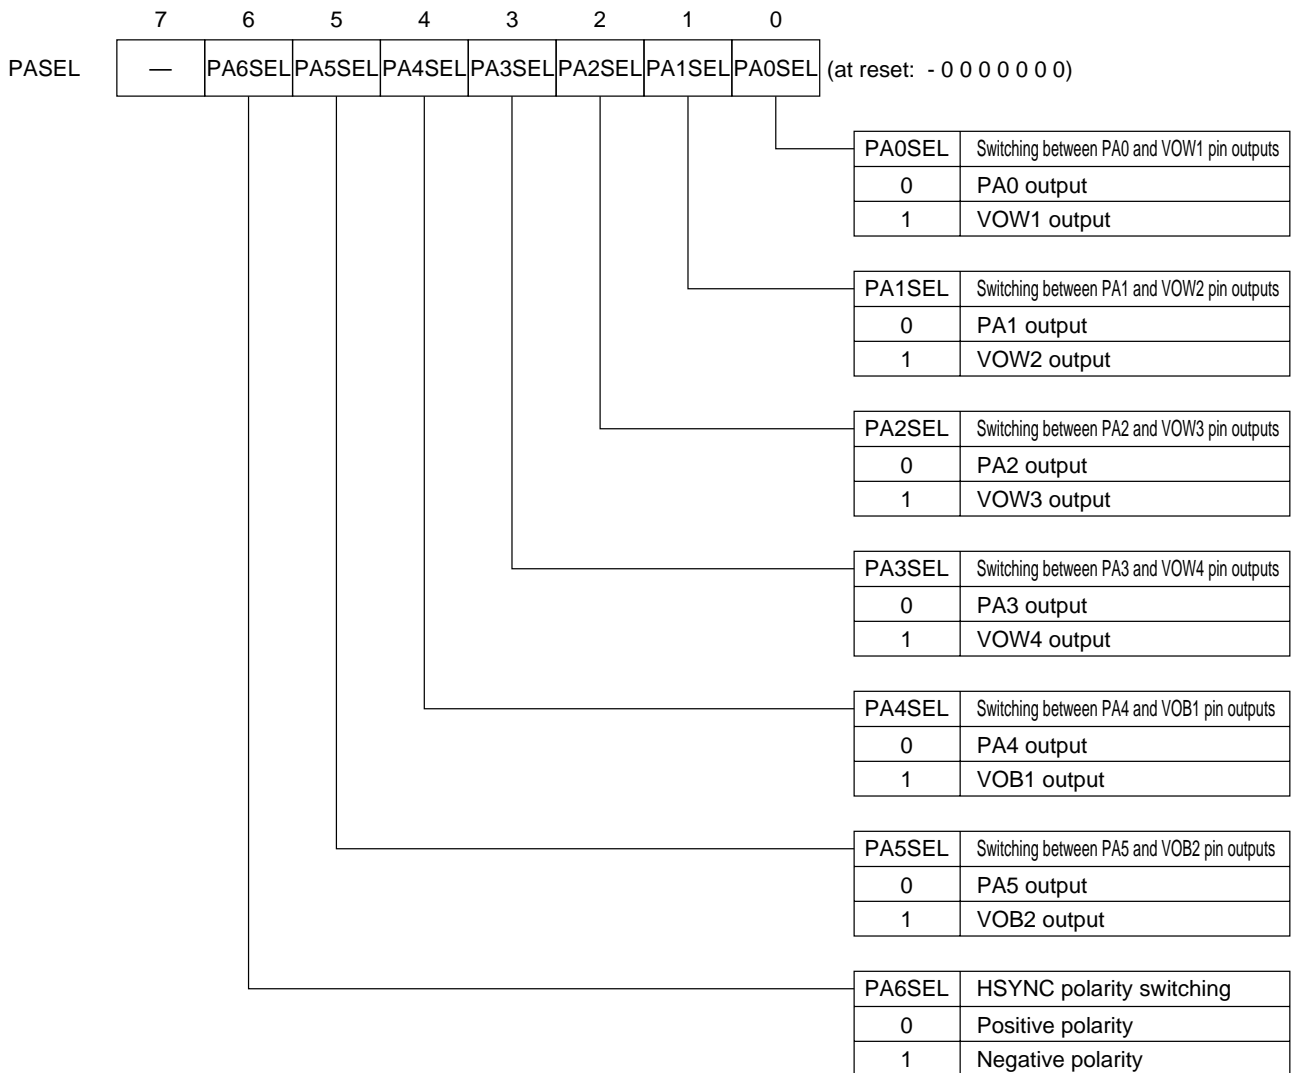 7 6 5 4 3 2 1 0
PASEL — PA6SEL PA5SEL PA4SEL PA3SEL PA2SEL PA1SEL PA0SEL (at reset: - 0 0 0 0 0 0 0)
PA0SEL Switching between PA0 and VOW1 pin outputs
0 PA0 output
1 VOW1 output
PA1SEL Switching between PA1 and VOW2 pin outputs
0 PA1 output
1 VOW2 output
PA2SEL Switching between PA2 and VOW3 pin outputs
0 PA2 output
1 VOW3 output
PA3SEL Switching between PA3 and VOW4 pin outputs
0 PA3 output
1 VOW4 output
PA4SEL Switching between PA4 and VOB1 pin outputs
0 PA4 output
1 VOB1 output
PA5SEL Switching between PA5 and VOB2 pin outputs
0 PA5 output
1 VOB2 output
PA6SEL HSYNC polarity switching
0 Positive polarity
1 Negative polarity